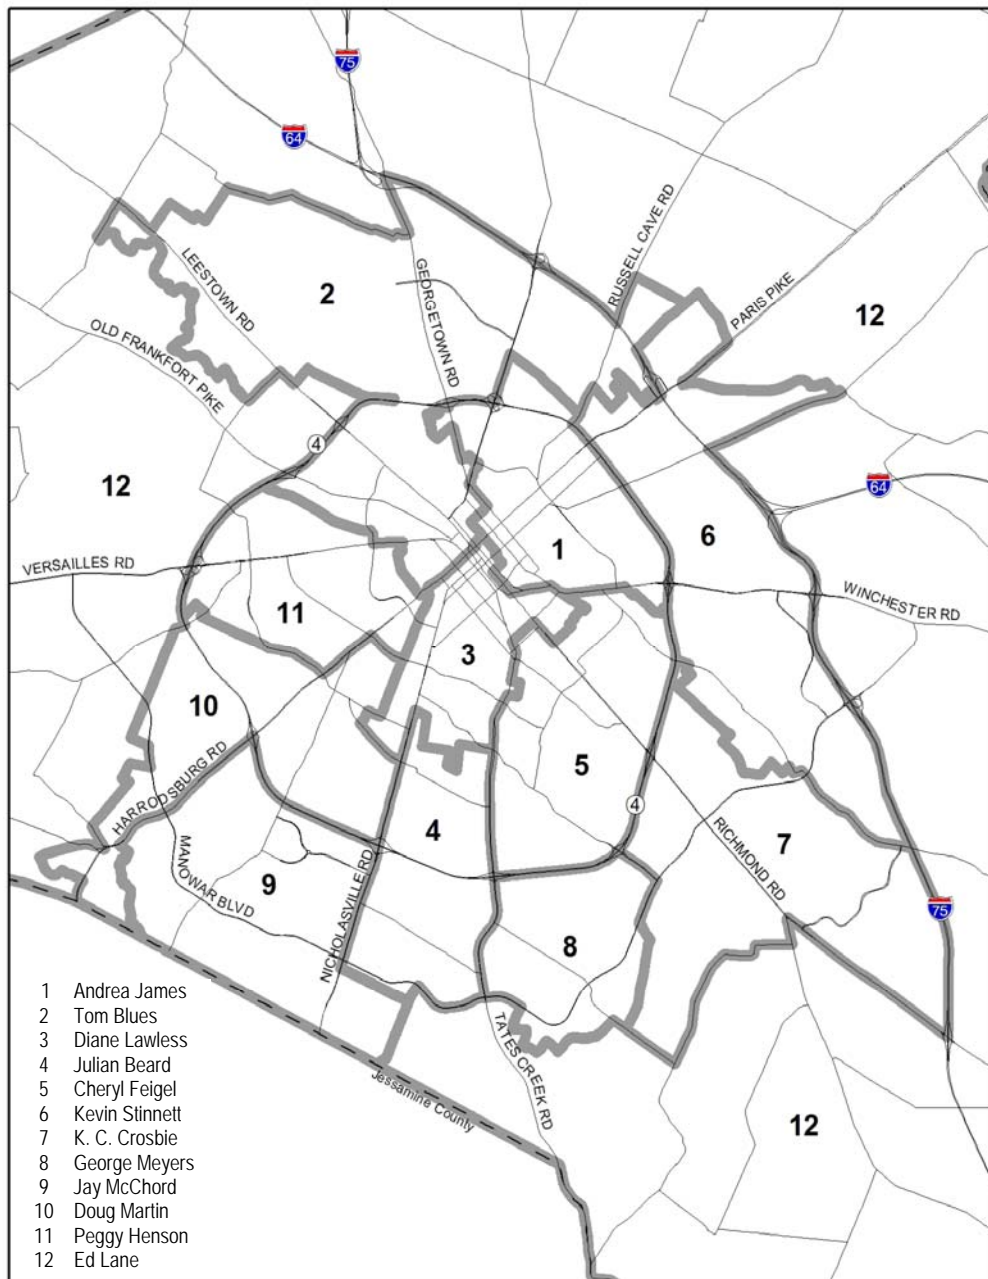 75
64
RUSSELL CAVE RD
LEESTOWN RD
GEORGETOWN RD
2
PARIS PIKE
12
OLD FRANKFORT PIKE
4
12
64
1
6
VERSAILLES RD
WINCHESTER RD
11
3
10
5
HARRODSBURG RD
4
4
RICHMOND RD
7
MANOWAR BLVD
9
NICHOLASVILLE RD
75
8
TATES CREEK RD
Jessamine County
12
1 Andrea James
2 Tom Blues
3 Diane Lawless
4 Julian Beard
5 Cheryl Feigel
6 Kevin Stinnett
7 K. C. Crosbie
8 George Meyers
9 Jay McChord
10 Doug Martin
11 Peggy Henson
12 Ed Lane